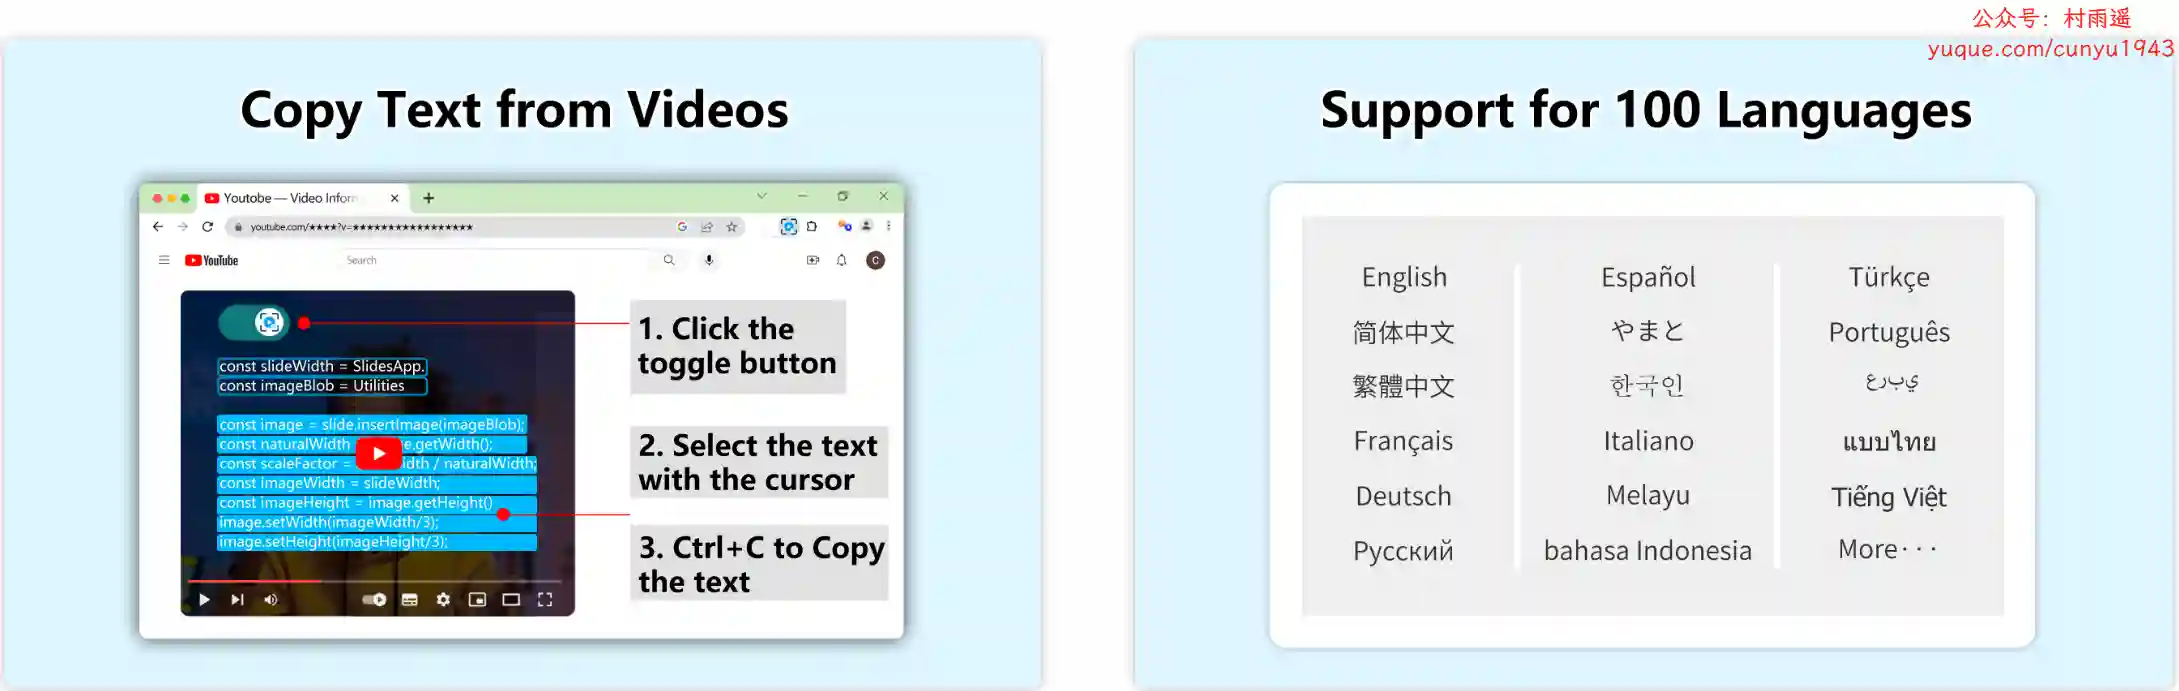 公众号：村雨遥
yuque.com/cunyu1943
Copy Text from Videos
Youtobe — Video Inform
youtube.com/★★★★?v=★★★★★★★★★★★★★★★★★
YouTube
Search
C
const slideWidth = SlidesApp.
const imageBlob = Utilities
const image = slide.insertImage(imageBlob);
const naturalWidth e.getWidth();
const scaleFactor = idth / naturalWidth;
const imageWidth = slideWidth;
const imageHeight = image.getHeight()
image.setWidth(imageWidth/3);
image.setHeight(imageHeight/3);
1. Click the
toggle button
2. Select the text
with the cursor
3. Ctrl+C to Copy
the text
Support for 100 Languages
English
简体中文
繁體中文
Français
Deutsch
Русский
Español
やまと
한국인
Italiano
Melayu
bahasa Indonesia
Türkçe
Português
ي ب ر ع
แบบไทย
Tiếng Việt
More···